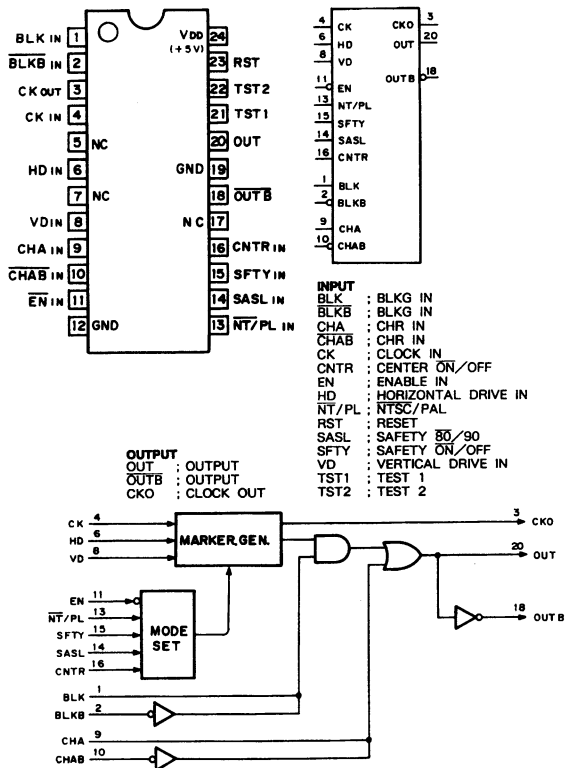 BLK IN 1
BLKB IN 2
CK OUT 3
CK IN 4
5 NC
HD IN 6
7 NC
VD IN 8
CHA IN 9
CHAB IN 10
EN IN 11
12 GND
VDD 24
(+5V)
23 RST
22 TST2
21 TST1
20 OUT
GND 19
18 OUTB
NC 17
16 CNTR IN
15 SFTY IN
14 SASL IN
13 NT/PL IN
4 CK
6 HD
8 VD
11 EN
13 NT/PL
15 SFTY
14 SASL
16 CNTR
1 BLK
2 BLKB
9 CHA
10 CHAB
CKO 3
OUT 20
OUTB 18
INPUT
BLK : BLKG IN
BLKB : BLKG IN
CHA : CHR IN
CHAB : CHR IN
CK : CLOCK IN
CNTR : CENTER ON/OFF
EN : ENABLE IN
HD : HORIZONTAL DRIVE IN
NT/PL : NTSC/PAL
RST : RESET
SASL : SAFETY 80/90
SFTY : SAFETY ON/OFF
VD : VERTICAL DRIVE IN
TST1 : TEST 1
TST2 : TEST 2
OUTPUT
OUT : OUTPUT
OUTB : OUTPUT
CKO : CLOCK OUT
CK 4
HD 6
VD 8
MARKER.GEN.
3 CKO
20 OUT
18 OUTB
EN 11
NT/PL 13
SFTY 15
SASL 14
CNTR 16
MODE
SET
BLK 1
BLKB 2
CHA 9
CHAB 10